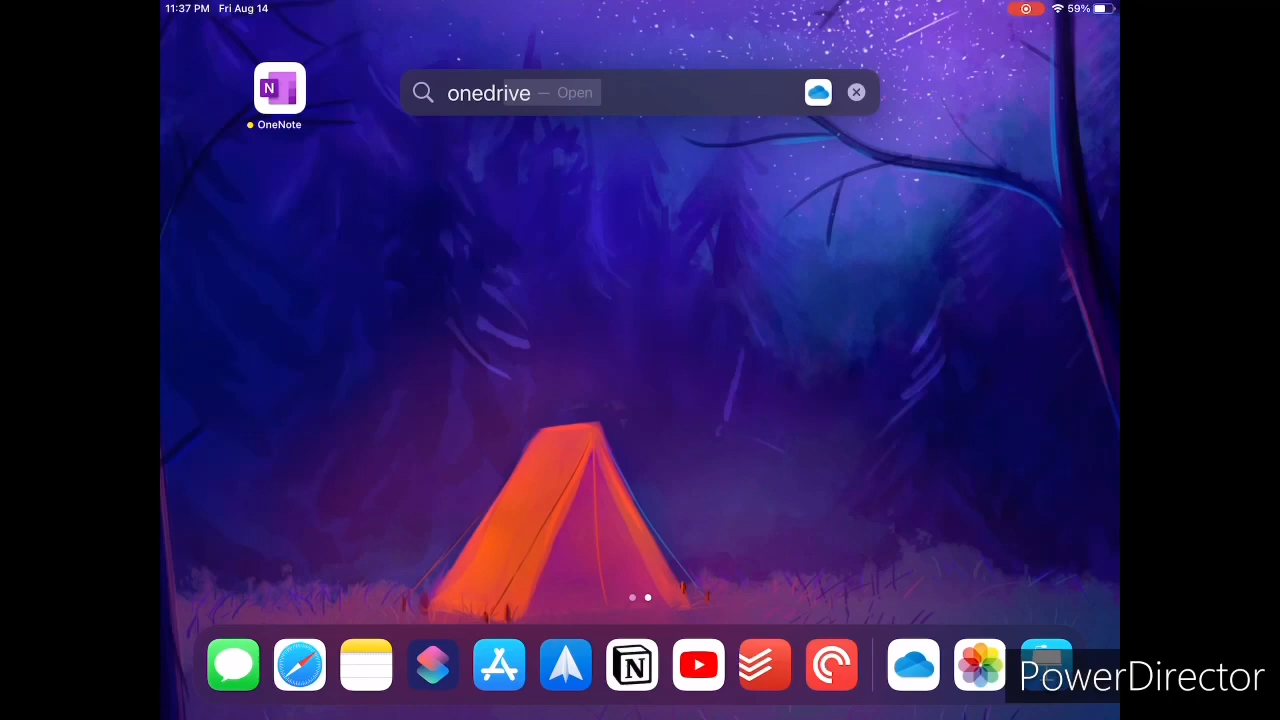 11:37 PM Fri Aug 14
59%
onedrive — Open
N
OneNote
N
PowerDirector